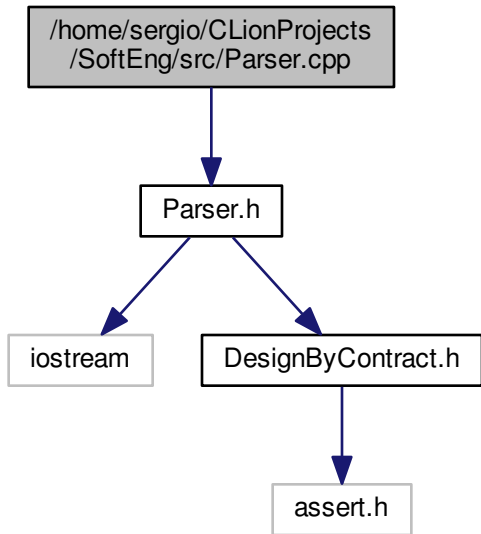 /home/sergio/CLionProjects
/SoftEng/src/Parser.cpp
Parser.h
iostream
DesignByContract.h
assert.h